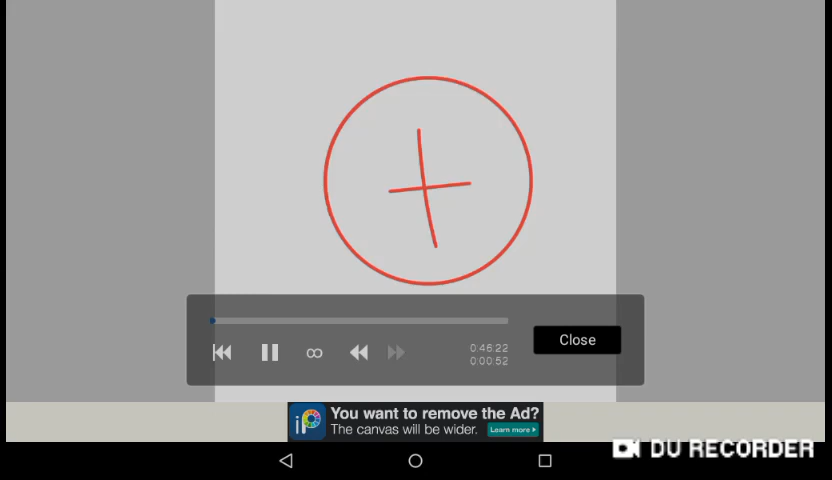 0:46:22
0:00:52
Close
iP
You want to remove the Ad?
The canvas will be wider.
Learn more
DU RECORDER